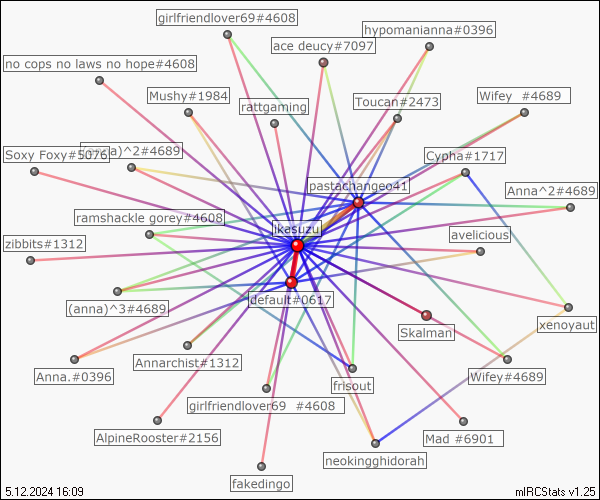 girlfriendlover69#4608
hypomanianna#0396
ace deucy#7097
no cops no laws no hope#4608
Mushy#1984
rattgaming
Toucan#2473
Wifey  #4689
Soxy Foxy#5076
(anna)^2#4689
Cypha#1717
pastachangeo41
Anna^2#4689
ramshackle gorey#4608
likesuzu
avelicious
zibbits#1312
default#0617
(anna)^3#4689
Skalman
xenoyaut
Annarchist#1312
Anna.#0396
frisout
Wifey#4689
girlfriendlover69  #4608
AlpineRooster#2156
Mad #6901
neokingghidorah
fakedingo
5.12.2024 16:09
mIRCStats v1.25